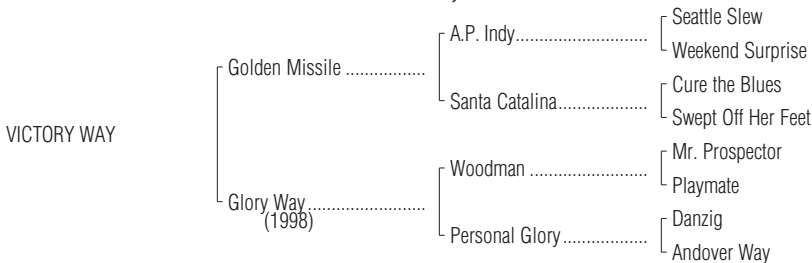 Seattle Slew
A.P. Indy
Weekend Surprise
Golden Missile
Cure the Blues
Santa Catalina
Swept Off Her Feet
VICTORY WAY
Mr. Prospector
Woodman
Playmate
Glory Way
(1998)
Danzig
Personal Glory
Andover Way